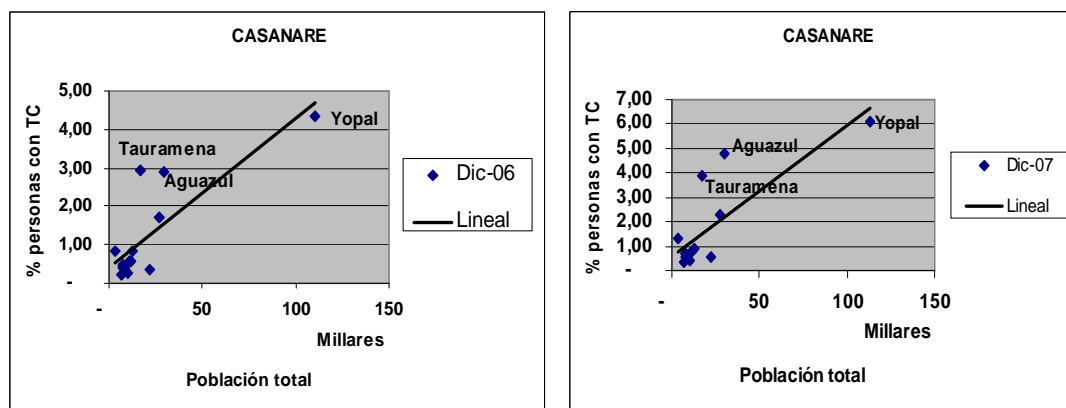 CASANARE
5,00
4,00
3,00
2,00
1,00
-
-
50
100
150
% personas con TC
Yopal
Tauramena
Aguazul
Millares
Población total
Dic-06
Lineal
CASANARE
7,00
6,00
5,00
4,00
3,00
2,00
1,00
-
-
50
100
150
% personas con TC
Yopal
Aguazul
Tauramena
Millares
Población total
Dic-07
Lineal